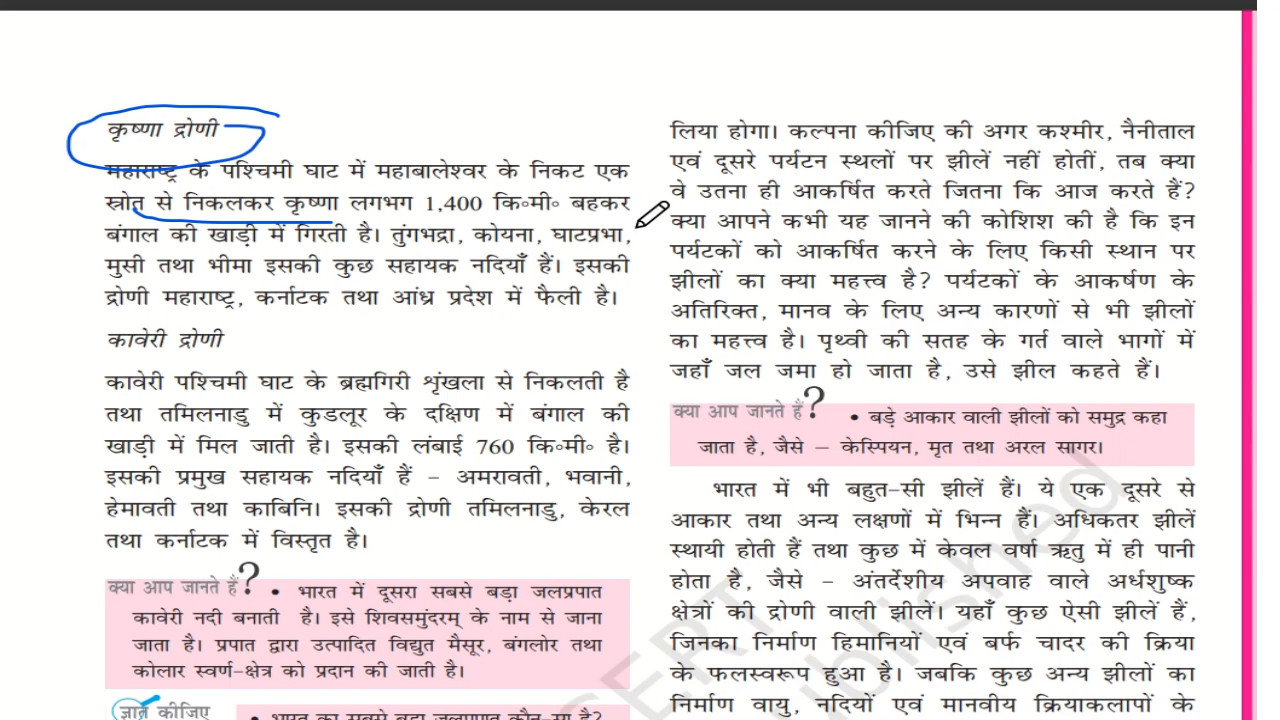 कृष्णा द्रोणी
महाराष्ट्र के पश्चिमी घाट में महाबालेश्वर के निकट एक
स्रोत से निकलकर कृष्णा लगभग 1,400 कि॰मी॰ बहकर
बंगाल की खाड़ी में गिरती है। तुंगभद्रा, कोयना, घाटप्रभा,
मुसी तथा भीमा इसकी कुछ सहायक नदियाँ हैं। इसकी
द्रोणी महाराष्ट्र, कर्नाटक तथा आंध्र प्रदेश में फैली है।
कावेरी द्रोणी
कावेरी पश्चिमी घाट के ब्रह्मगिरी शृंखला से निकलती है
तथा तमिलनाडु में कुडलूर के दक्षिण में बंगाल की
खाड़ी में मिल जाती है। इसकी लंबाई 760 कि॰मी॰ है।
इसकी प्रमुख सहायक नदियाँ हैं – अमरावती, भवानी,
हेमावती तथा काबिनि। इसकी द्रोणी तमिलनाडु, केरल
तथा कर्नाटक में विस्तृत है।
क्या आप जानते हैं? • भारत में दूसरा सबसे बड़ा जलप्रपात
कावेरी नदी बनाती है। इसे शिवसमुंदरम् के नाम से जाना
जाता है। प्रपात द्वारा उत्पादित विद्युत मैसूर, बंगलोर तथा
कोलार स्वर्ण-क्षेत्र को प्रदान की जाती है।
ज्ञात कीजिए • भारत का सबसे बड़ा जलप्रपात कौन-सा है?
लिया होगा। कल्पना कीजिए की अगर कश्मीर, नैनीताल
एवं दूसरे पर्यटन स्थलों पर झीलें नहीं होतीं, तब क्या
वे उतना ही आकर्षित करते जितना कि आज करते हैं?
क्या आपने कभी यह जानने की कोशिश की है कि इन
पर्यटकों को आकर्षित करने के लिए किसी स्थान पर
झीलों का क्या महत्त्व है? पर्यटकों के आकर्षण के
अतिरिक्त, मानव के लिए अन्य कारणों से भी झीलों
का महत्त्व है। पृथ्वी की सतह के गर्त वाले भागों में
जहाँ जल जमा हो जाता है, उसे झील कहते हैं।
क्या आप जानते हैं? • बड़े आकार वाली झीलों को समुद्र कहा
जाता है, जैसे – केस्पियन, मृत तथा अरल सागर।
भारत में भी बहुत-सी झीलें हैं। ये एक दूसरे से
आकार तथा अन्य लक्षणों में भिन्न हैं। अधिकतर झीलें
स्थायी होती हैं तथा कुछ में केवल वर्षा ऋतु में ही पानी
होता है, जैसे – अंतर्देशीय अपवाह वाले अर्धशुष्क
क्षेत्रों की द्रोणी वाली झीलें। यहाँ कुछ ऐसी झीलें हैं,
जिनका निर्माण हिमानियों एवं बर्फ चादर की क्रिया
के फलस्वरूप हुआ है। जबकि कुछ अन्य झीलों का
निर्माण वायु, नदियों एवं मानवीय क्रियाकलापों के